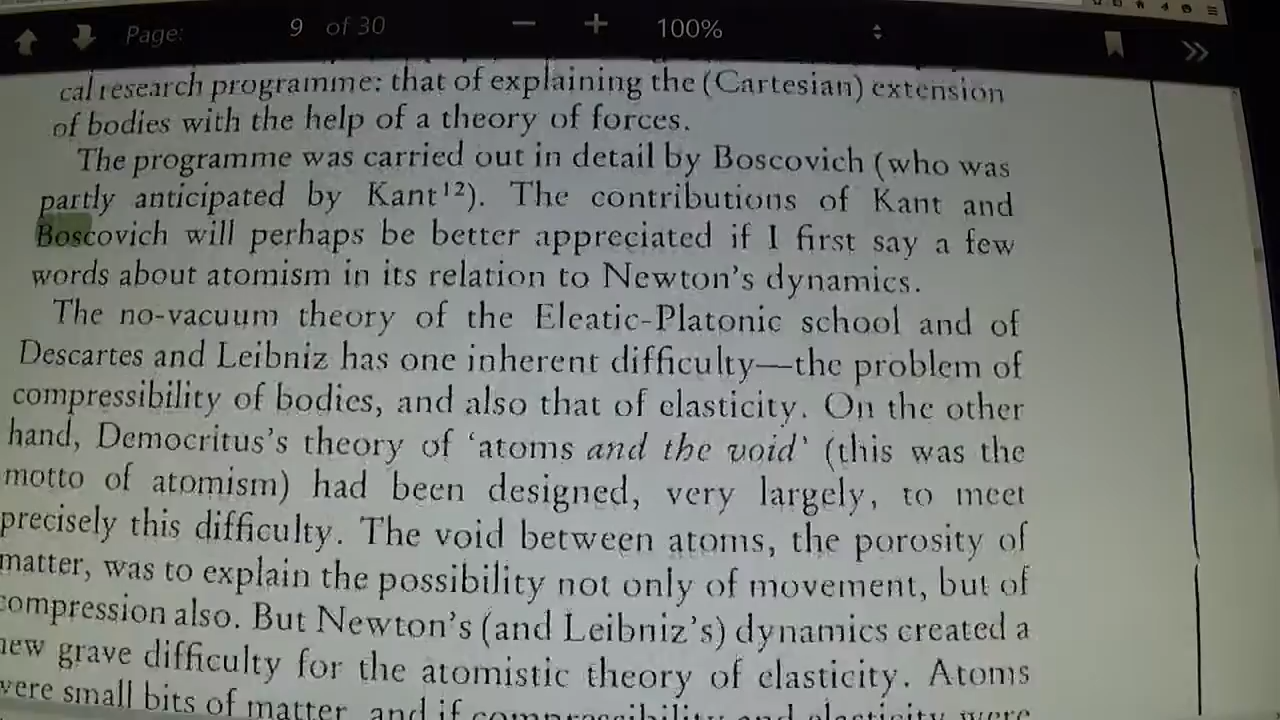 Page: 9 of 30 100%
cal research programme: that of explaining the (Cartesian) extension
of bodies with the help of a theory of forces.
The programme was carried out in detail by Boscovich (who was
partly anticipated by Kant¹²). The contributions of Kant and
Boscovich will perhaps be better appreciated if I first say a few
words about atomism in its relation to Newton's dynamics.
The no-vacuum theory of the Eleatic-Platonic school and of
Descartes and Leibniz has one inherent difficulty—the problem of
compressibility of bodies, and also that of elasticity. On the other
hand, Democritus's theory of 'atoms and the void' (this was the
motto of atomism) had been designed, very largely, to meet
precisely this difficulty. The void between atoms, the porosity of
matter, was to explain the possibility not only of movement, but of
compression also. But Newton's (and Leibniz's) dynamics created a
new grave difficulty for the atomistic theory of elasticity. Atoms
were small bits of matter, and if compressibility and elasticity were